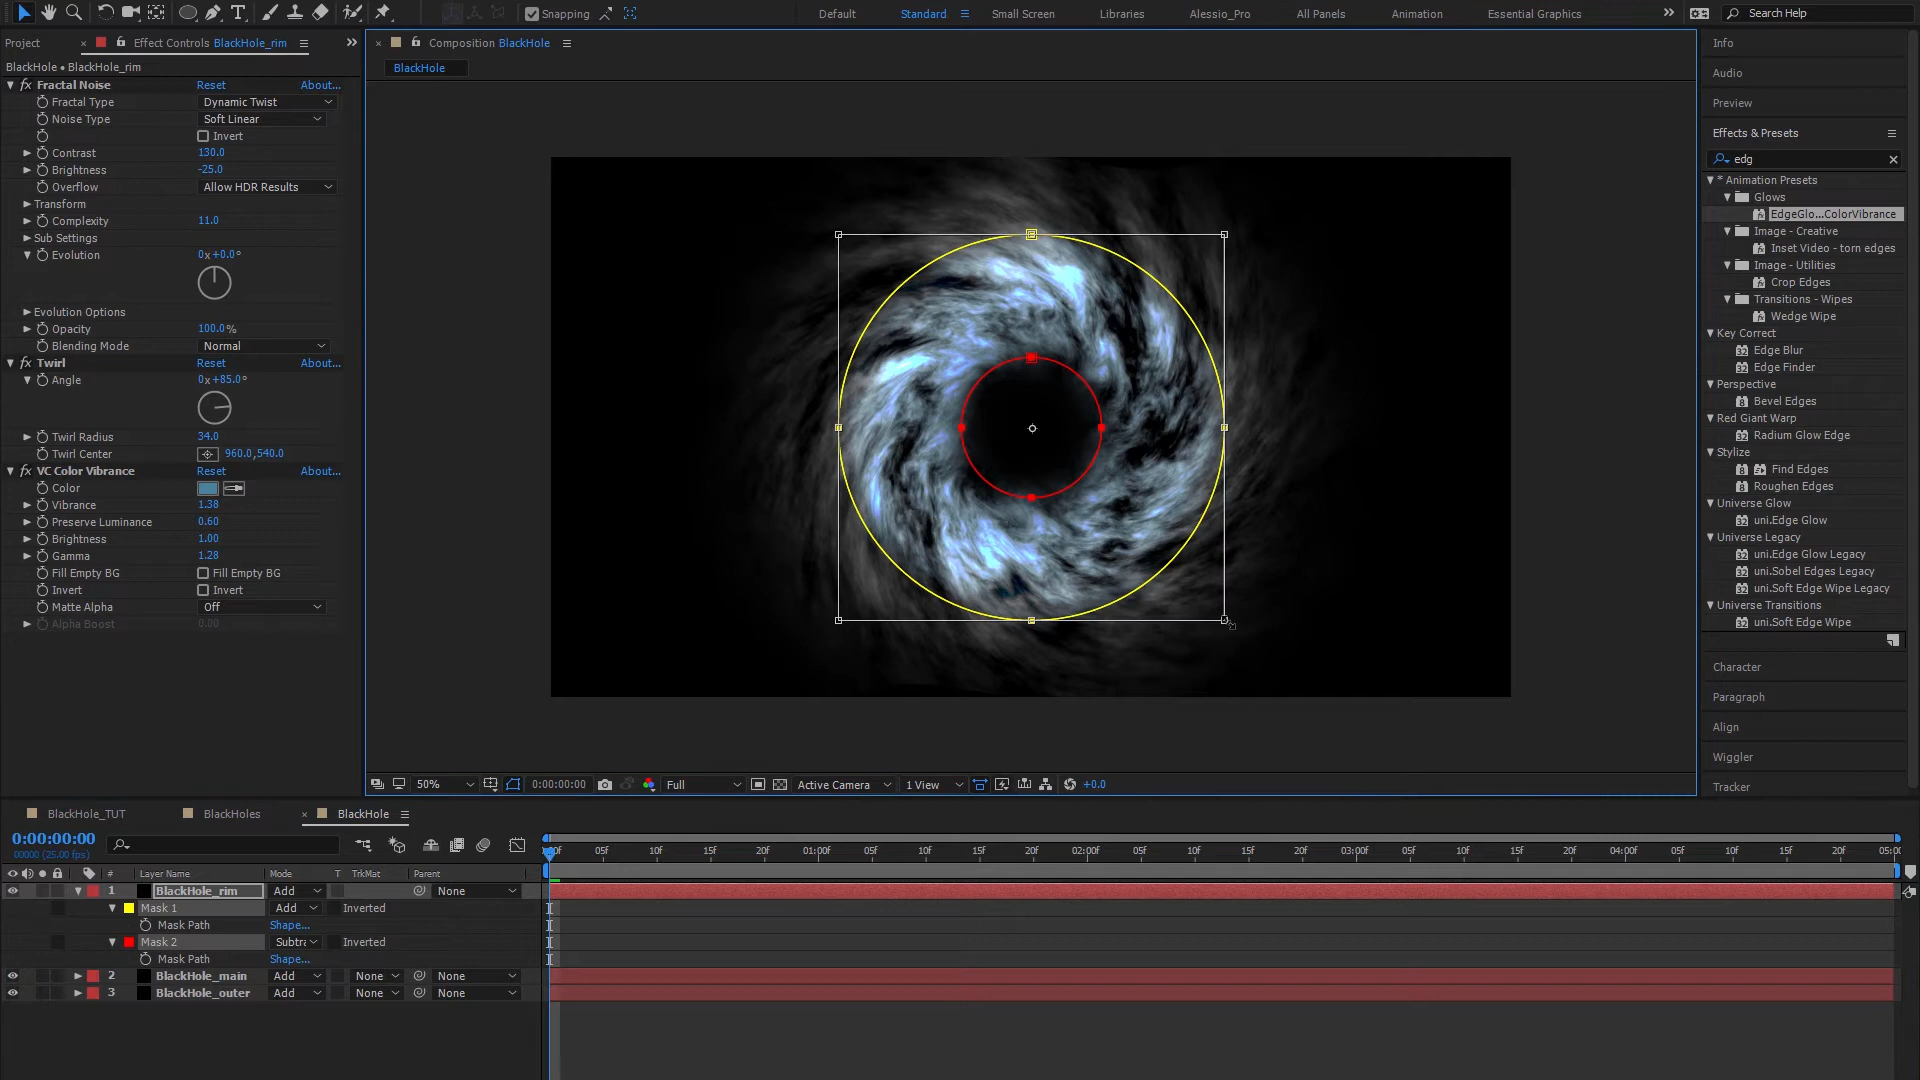 Snapping
Default
Standard
Small Screen
Libraries
Alessio_Pro
All Panels
Animation
Essential Graphics
Search Help
Project
Effect Controls BlackHole_rim
Composition BlackHole
BlackHole • BlackHole_rim
BlackHole
Fractal Noise Reset About...
Fractal Type Dynamic Twist
Noise Type Soft Linear
Invert
Contrast 130.0
Brightness -25.0
Overflow Allow HDR Results
Transform
Complexity 11.0
Sub Settings
Evolution 0x+0.0°
Evolution Options
Opacity 100.0%
Blending Mode Normal
Twirl Reset About...
Angle 0x+85.0°
Twirl Radius 34.0
Twirl Center 960.0,540.0
VC Color Vibrance Reset About...
Color
Vibrance 1.38
Preserve Luminance 0.60
Brightness 1.00
Gamma 1.28
Fill Empty BG Fill Empty BG
Invert Invert
Matte Alpha Off
Alpha Boost 0.00
Info
Audio
Preview
Effects & Presets
edg
* Animation Presets
Glows
EdgeGlo...ColorVibrance
Image - Creative
Inset Video - torn edges
Image - Utilities
Crop Edges
Transitions - Wipes
Wedge Wipe
Key Correct
Edge Blur
Edge Finder
Perspective
Bevel Edges
Red Giant Warp
Radium Glow Edge
Stylize
Find Edges
Roughen Edges
Universe Glow
uni.Edge Glow
Universe Legacy
uni.Edge Glow Legacy
uni.Sobel Edges Legacy
uni.Soft Edge Wipe Legacy
Universe Transitions
uni.Soft Edge Wipe
Character
Paragraph
Align
Wiggler
Tracker
50% 0:00:00:00 Full Active Camera 1 View +0.0
BlackHole_TUT
BlackHoles
BlackHole
0:00:00:00
00000 (25.00 fps)
05f 10f 15f 20f 01:00f 05f 10f 15f 20f 02:00f 05f 10f 15f 20f 03:00f 05f 10f 15f 20f 04:00f 05f 10f 15f 20f 05:0
# Layer Name Mode T TrkMat Parent
1 BlackHole_rim Add None
Mask 1 Add Inverted
Mask Path Shape...
Mask 2 Subtra Inverted
Mask Path Shape...
2 BlackHole_main Add None None
3 BlackHole_outer Add None None